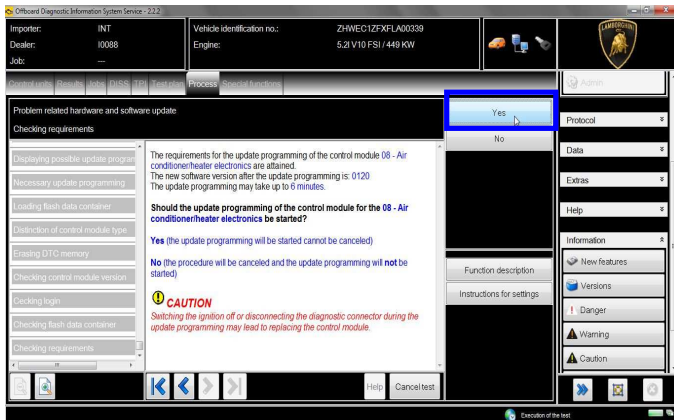 Offboard Diagnostic Information System Service - 2.2.2
Importer: INT
Dealer: I0088
Job: ---
Vehicle identification no.: ZHWEC1ZFXFLA00339
Engine: 5.2l V10 FSI / 449 KW
LAMBORGHINI
Control units Results Jobs DISS TPI Test plan Process Special functions
Admin
Problem related hardware and software update
Checking requirements
Yes
No
Protocol
Data
Extras
Help
Information
New features
Versions
Danger
Warning
Caution
Displaying possible update program
Necessary update programming
Loading flash data container
Distinction of control module type
Erasing DTC memory
Checking control module version
Cecking login
Checking flash data container
Checking requirements
The requirements for the update programming of the control module 08 - Air
conditioner/heater electronics are attained.
The new software version after the update programming is: 0120
The update programming may take up to 6 minutes.
Should the update programming of the control module for the 08 - Air
conditioner/heater electronics be started?
Yes (the update programming will be started cannot be canceled)
No (the procedure will be canceled and the update programming will not be
started)
CAUTION
Switching the ignition off or disconnecting the diagnostic connector during the
update programming may lead to replacing the control module.
Function description
Instructions for settings
Help
Cancel test
Execution of the test